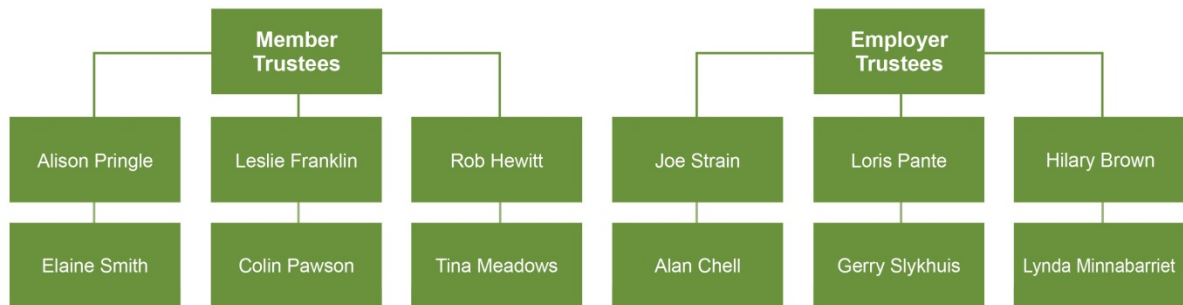 Member
Trustees
Employer
Trustees
Alison Pringle
Leslie Franklin
Rob Hewitt
Joe Strain
Loris Pante
Hilary Brown
Elaine Smith
Colin Pawson
Tina Meadows
Alan Chell
Gerry Slykhuis
Lynda Minnabarriet